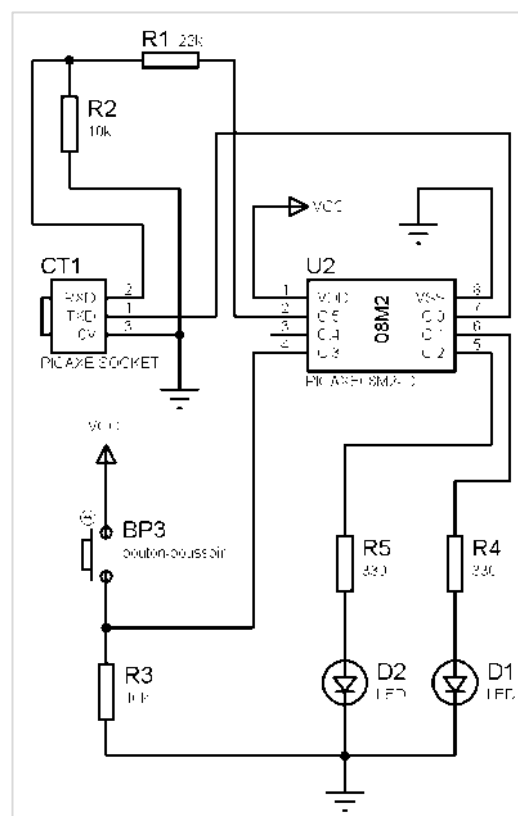 R1 22k
R2
10k
VCC
CT1
U2
RXD 2
TXD 1
0V 3
PICAXE SOCKET
1 VDD
2 C.5
3 C.4
4 C.3
08M2
VSS 8
C.0 7
C.1 6
C.2 5
VCC
BP3
bouton-poussoir
R5
330
R4
330
R3
10k
D2
LED
D1
LED